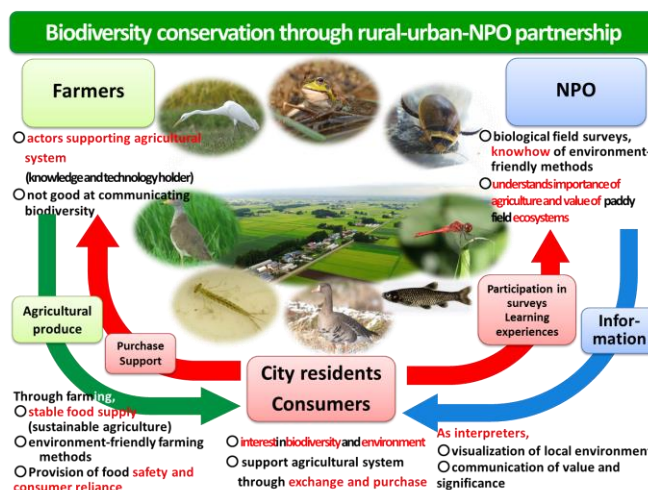 Biodiversity conservation through rural-urban-NPO partnership
Farmers
○actors supporting agricultural
system
(knowledge and technology holder)
○not good at communicating
biodiversity
NPO
○biological field surveys,
knowhow of environment-
friendly methods
○understands importance of
agriculture and value of paddy
field ecosystems
Agricultural
produce
Purchase
Support
Participation in
surveys
Learning
experiences
Infor-
mation
City residents
Consumers
Through farming,
○stable food supply
(sustainable agriculture)
○environment-friendly farming
methods
○Provision of food safety and
consumer reliance
○interest in biodiversity and environment
○support agricultural system
through exchange and purchase
As interpreters,
○visualization of local environment
○communication of value and
significance